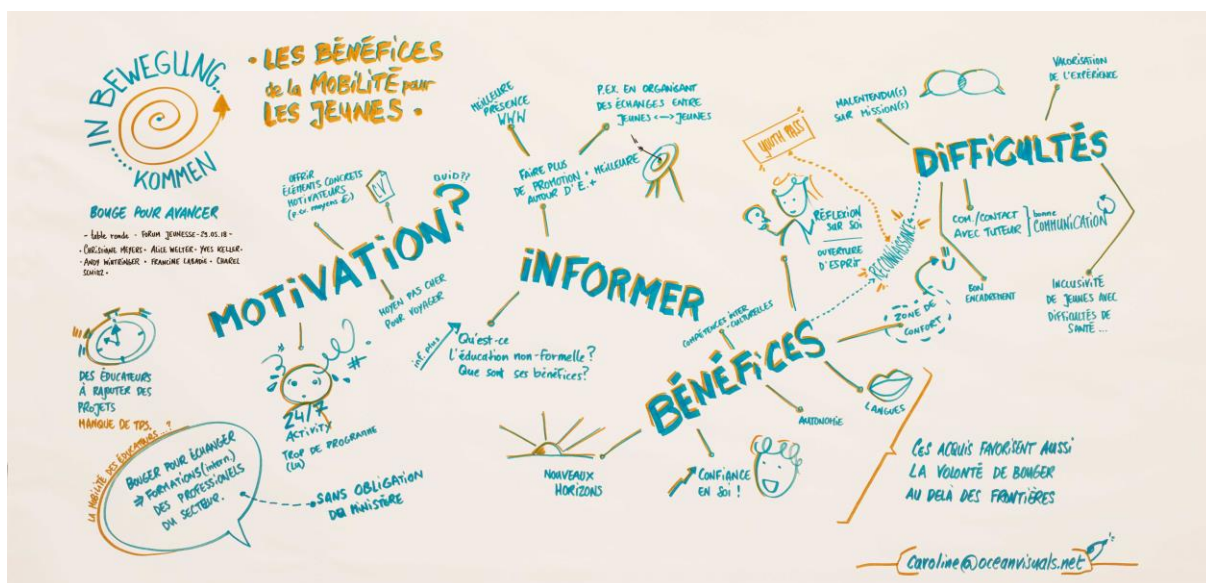 IN BEWEGUNG..
....KOMMEN
• LES BÉNÉFICES
de la MOBILITÉ pour
LES JEUNES •
BOUGE POUR AVANCER
- table ronde - FORUM JEUNESSE - 29.05.18 -
• CHRISTIANE MEYERS • ALICE WELTER • YVES KELLER •
• ANDY • FRANCINE LABADIE • CHAREL
DES ÉDUCATEURS
À RAJOUTER DES
PROJETS
MANQUE DE TPS.
LA MOBILITÉ DES ÉDUCATEURS...?
BOUGER POUR ÉCHANGER
⇒ FORMATIONS (intern.)
DES PROFESSIONELS
DU SECTEUR.
SANS OBLIGATION
MINISTÈRE
MOTIVATION?
OFFRIR
ÉLÉMENTS CONCRETS
MOTIVATEURS
(p.ex. moyens €)
CV
QUID??
MOYEN PAS CHER
POUR VOYAGER
#
#
24/7
ACTIVITY
TROP DE PROGRAMME
(LU)
INFORMER
MEILLEURE
PRÉSENCE
WWW
P.EX. EN ORGANISANT
DES ÉCHANGES ENTRE
JEUNES <--> JEUNES
FAIRE PLUS
DE PROMOTION + MEILLEURE
AUTOUR D'E.+
inf. plus
Qu'est-ce
l'éducation non-formelle?
Que sont ses bénéfices?
BÉNÉFICES
COMPÉTENCES INTER
CULTURELLES
YOUTH PASS
RÉFLEXION
SUR SOI
OUVERTURE
D'ESPRIT
RECONNAISSANCE
ZONE DE
CONFORT
LANGUES
AUTONOMIE
CONFIANCE
EN SOI !
NOUVEAUX
HORIZONS
DIFFICULTÉS
MALENTENDU(S)
SUR MISSION(S)
VALORISATION
DE L'EXPÉRIENCE
COM./CONTACT
AVEC TUTEUR
bonne
COMMUNICATION
BON
ENCADREMENT
INCLUSIVITÉ
DE JEUNES AVEC
DIFFICULTÉS DE
SANTÉ ...
CES ACQUIS FAVORISENT AUSSI
LA VOLONTÉ DE BOUGER
AU DELÀ DES FRONTIÈRES
caroline@oceanvisuals.net